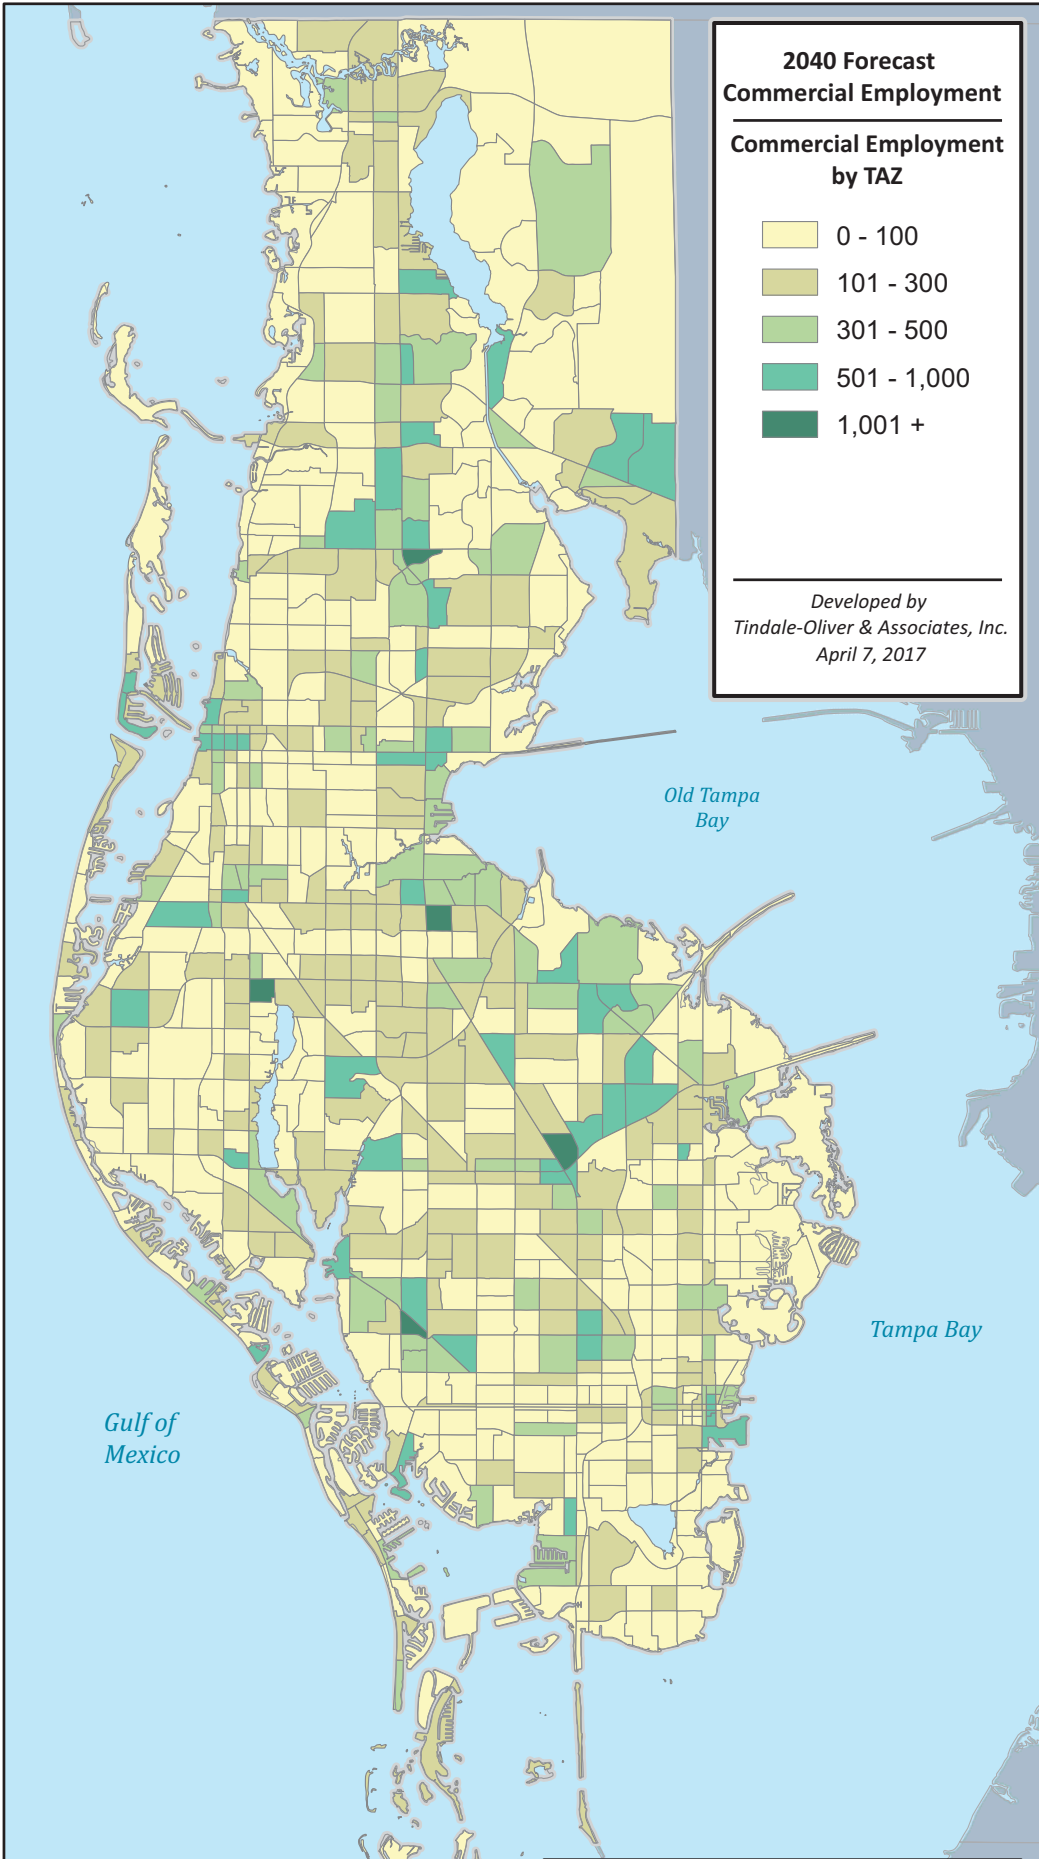 2040 Forecast
Commercial Employment
Commercial Employment
by TAZ
0 - 100
101 - 300
301 - 500
501 - 1,000
1,001 +
Developed by
Tindale-Oliver & Associates, Inc.
April 7, 2017
Old Tampa
Bay
Tampa Bay
Gulf of
Mexico